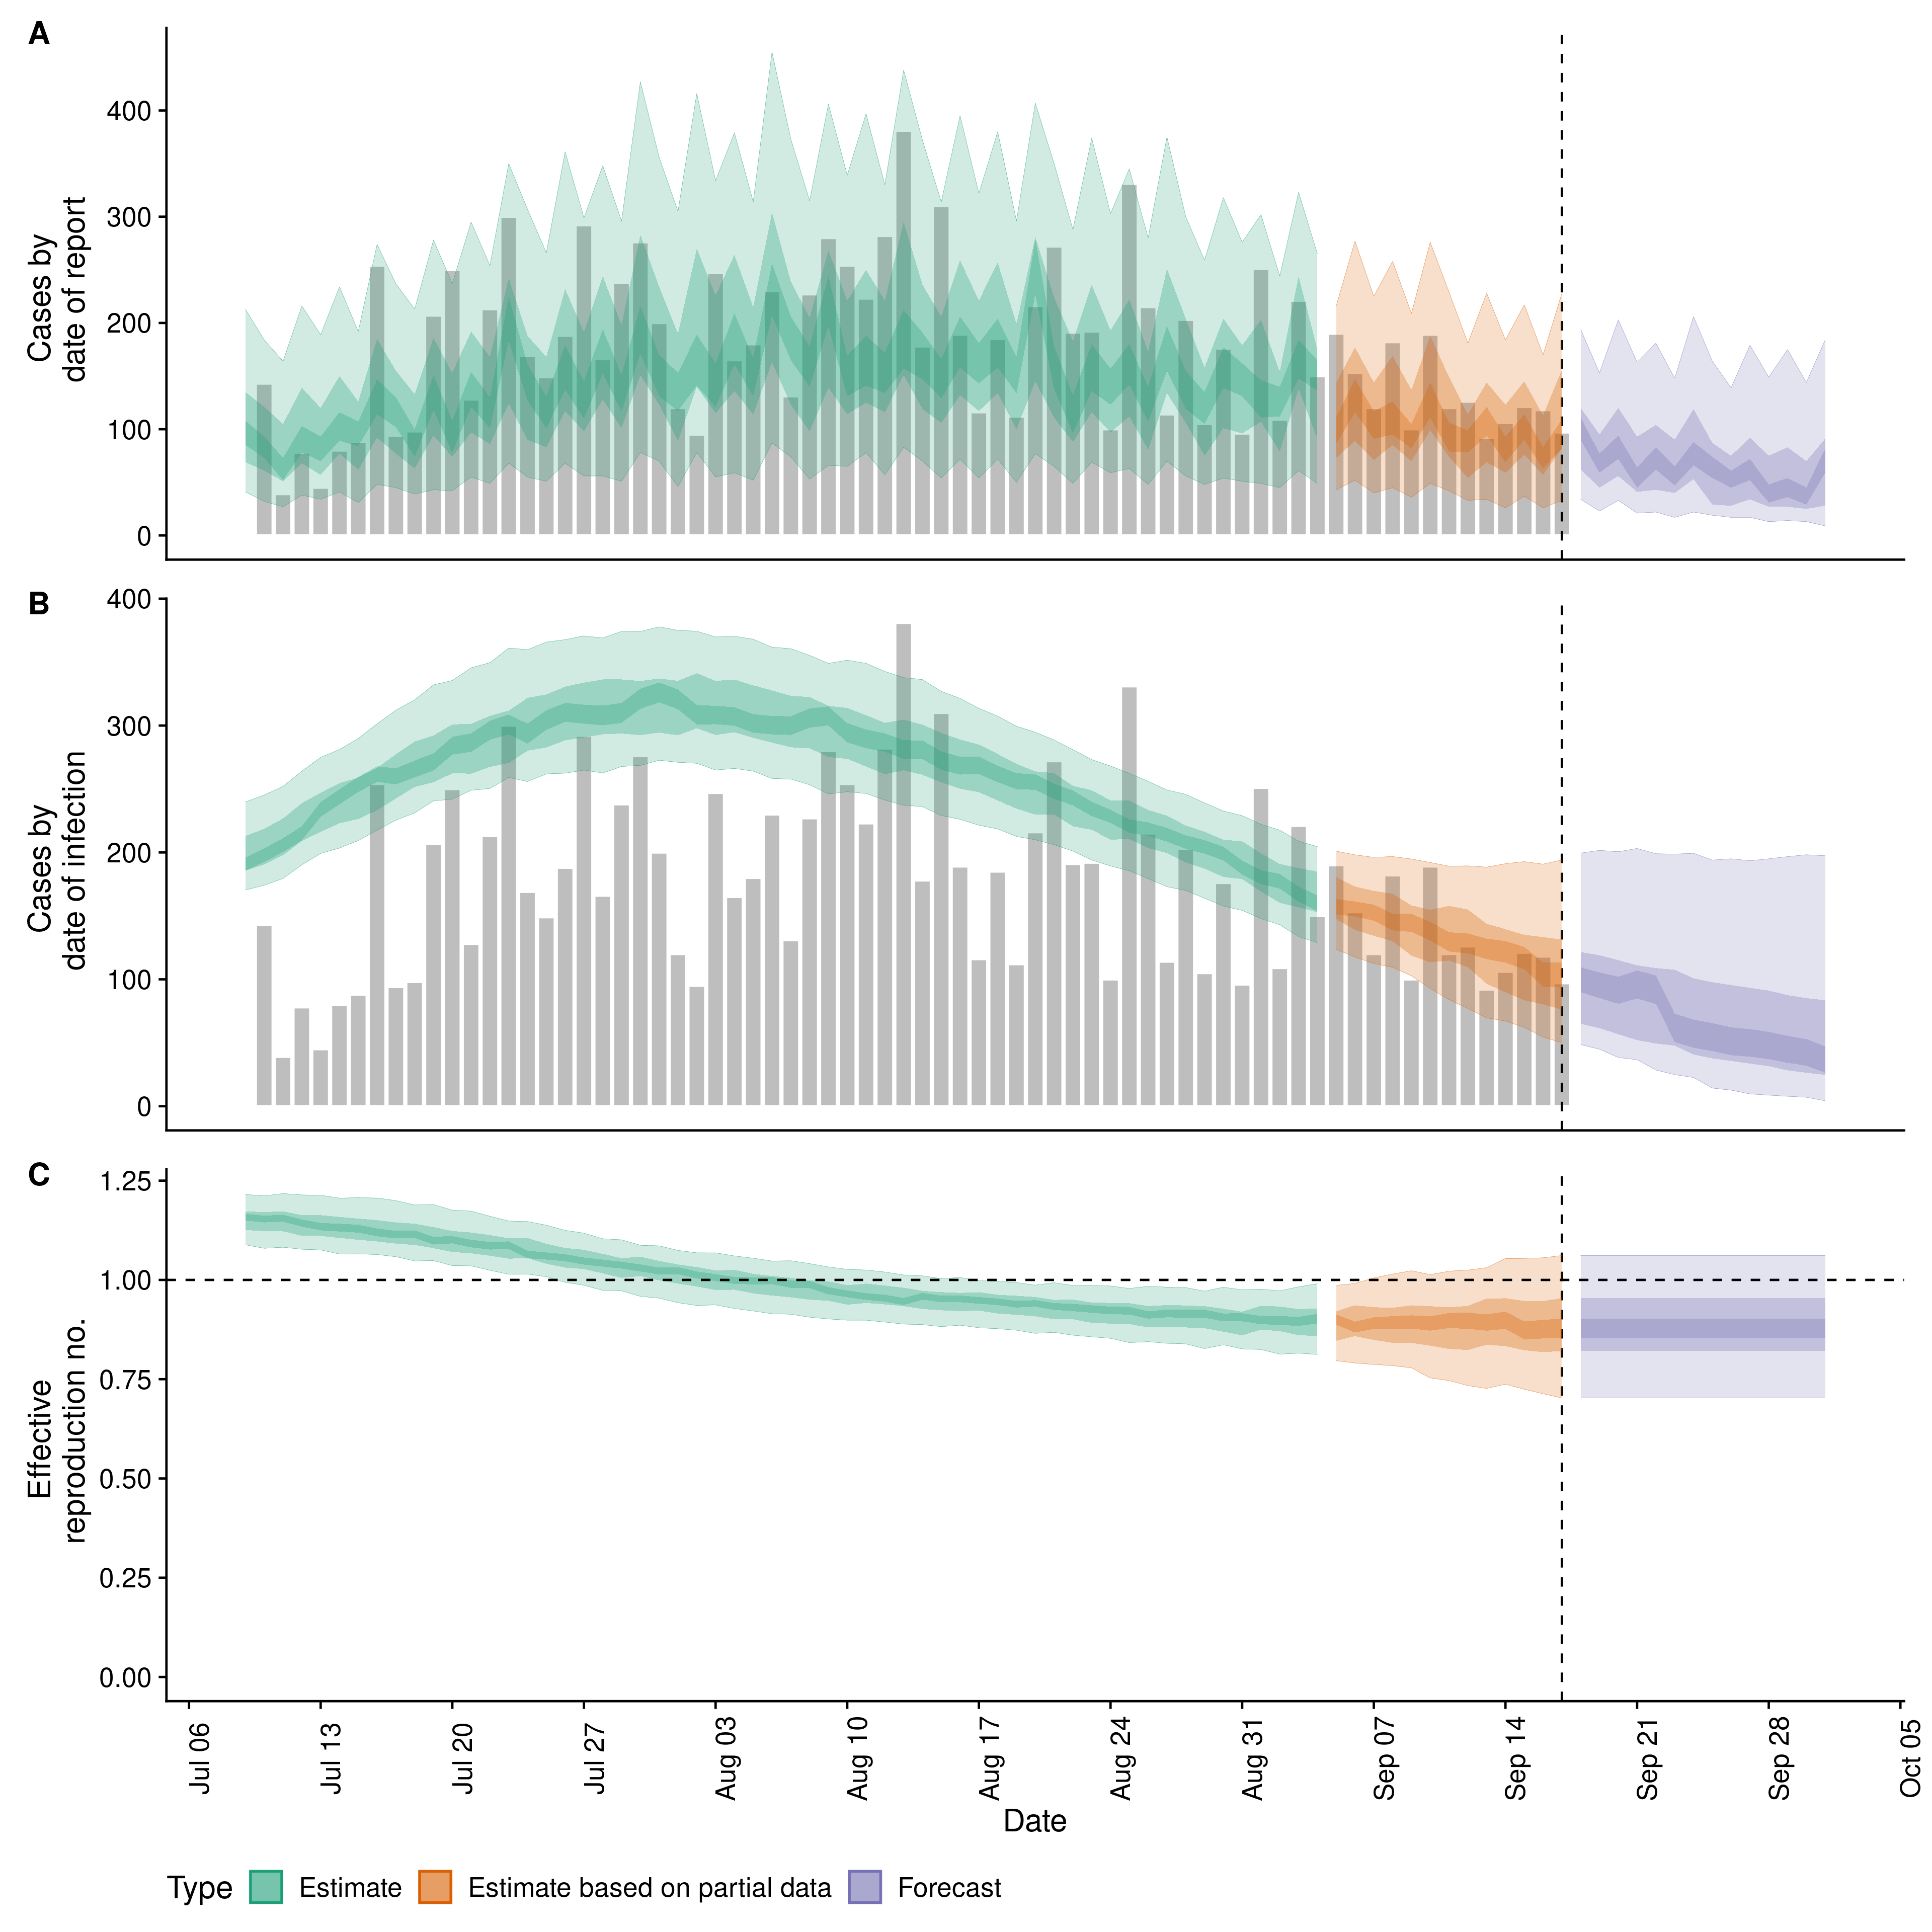 A
Cases by
date of report
400
300
200
100
0
B
Cases by
date of infection
400
300
200
100
0
C
Effective
reproduction no.
1.25
1.00
0.75
0.50
0.25
0.00
Jul 06
Jul 13
Jul 20
Jul 27
Aug 03
Aug 10
Aug 17
Aug 24
Aug 31
Sep 07
Sep 14
Sep 21
Sep 28
Oct 05
Date
Type Estimate Estimate based on partial data Forecast